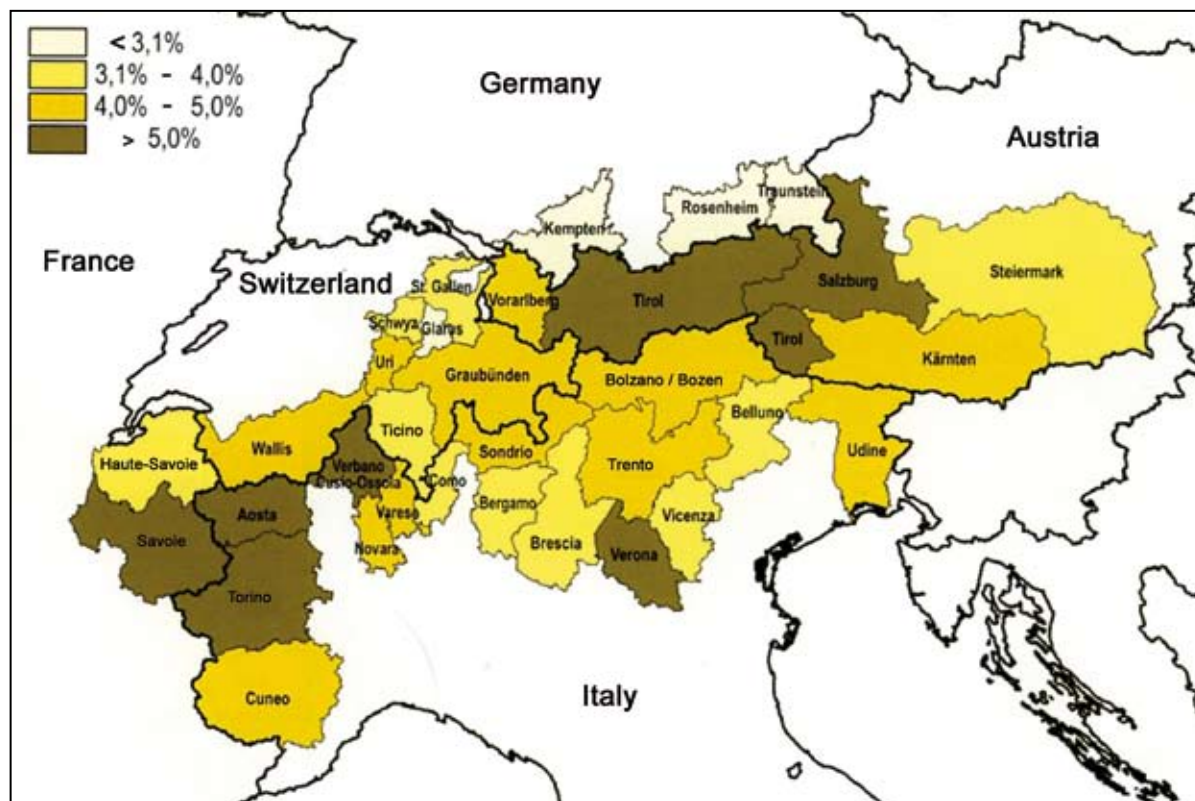 < 3,1%
3,1% - 4,0%
4,0% - 5,0%
> 5,0%
Germany
Austria
France
Switzerland
Italy
Traunstein
Rosenheim
Kempten
Steiermark
St. Gallen
Vorarlberg
Tirol
Salzburg
Schwyz
Glarus
Uri
Tirol
Kärnten
Graubünden
Bolzano / Bozen
Belluno
Ticino
Wallis
Sondrio
Trento
Udine
Haute-Savoie
Verbano
Cusio-Ossola
Como
Bergamo
Varese
Vicenza
Aosta
Savoie
Novara
Brescia
Verona
Torino
Cuneo